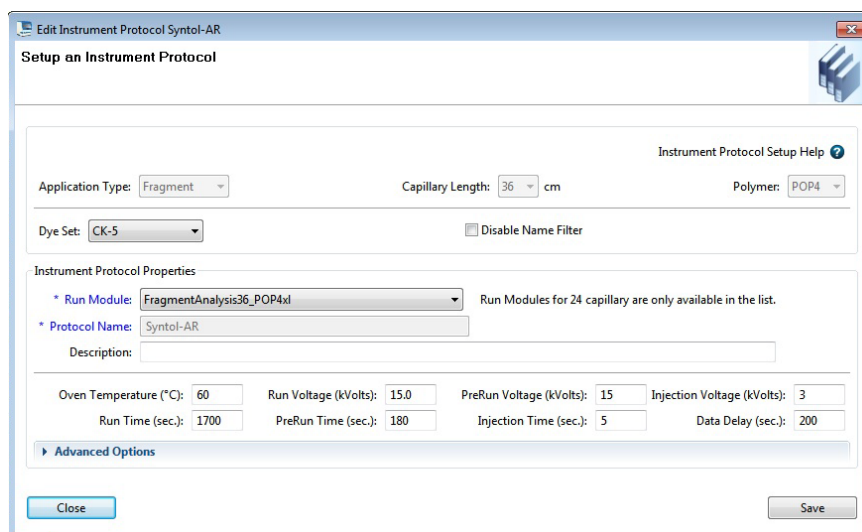 Edit Instrument Protocol Syntol-AR
Setup an Instrument Protocol
Instrument Protocol Setup Help ?
Application Type: Fragment Capillary Length: 36 cm Polymer: POP4
Dye Set: CK-5 Disable Name Filter
Instrument Protocol Properties
* Run Module: FragmentAnalysis36_POP4xl Run Modules for 24 capillary are only available in the list.
* Protocol Name: Syntol-AR
Description:
Oven Temperature (°C): 60 Run Voltage (kVolts): 15.0 PreRun Voltage (kVolts): 15 Injection Voltage (kVolts): 3
Run Time (sec.): 1700 PreRun Time (sec.): 180 Injection Time (sec.): 5 Data Delay (sec.): 200
Advanced Options
Close Save